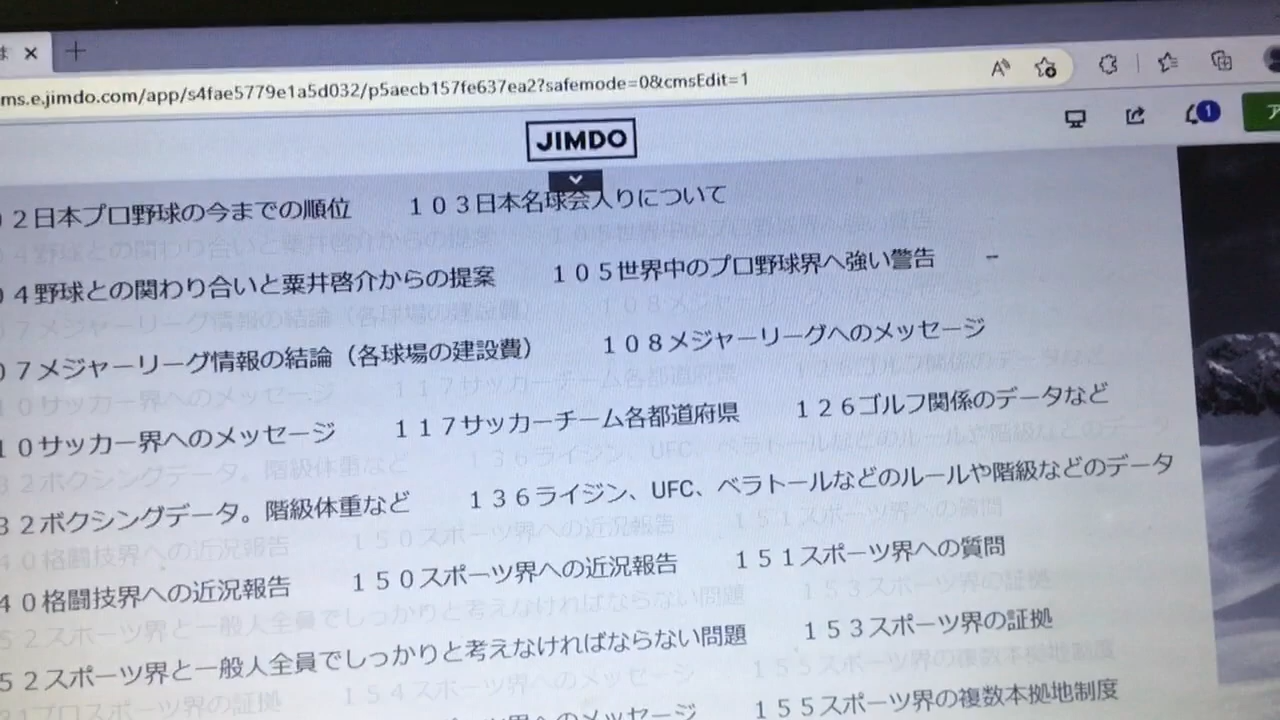 ms.e.jimdo.com/app/s4fae5779e1a5d032/p5aecb157fe637ea2?safemode=0&cmsEdit=1
JIMDO
1
ア
２日本プロ野球の今までの順位　１０３日本名球会入りについて
４野球との関わり合いと粟井啓介からの提案　１０５世界中のプロ野球界へ強い警告　−
７メジャーリーグ情報の結論（各球場の建設費）　１０８メジャーリーグへのメッセージ
１０サッカー界へのメッセージ　１１７サッカーチーム各都道府県　１２６ゴルフ関係のデータなど
３２ボクシングデータ。階級体重など　１３６ライジン、UFC、ベラトールなどのルールや階級などのデータ
４０格闘技界への近況報告　１５０スポーツ界への近況報告　１５１スポーツ界への質問
５２スポーツ界と一般人全員でしっかりと考えなければならない問題　１５３スポーツ界の証拠
界へのメッセージ　１５５スポーツ界の複数本拠地制度